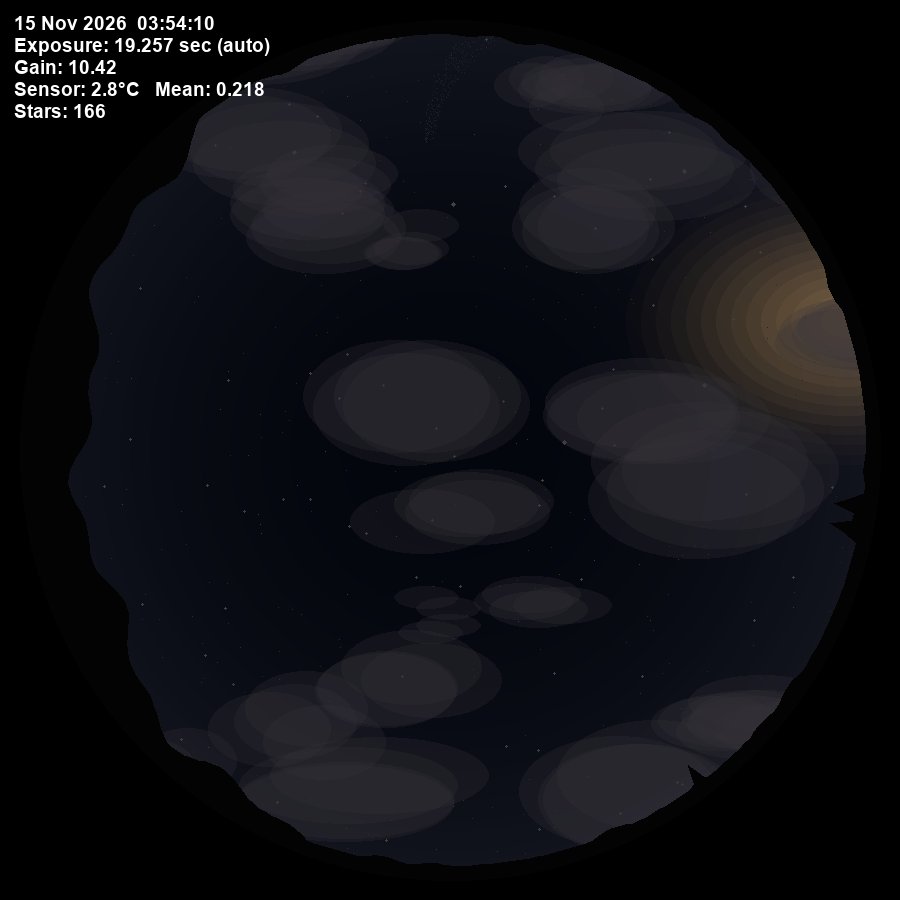 15 Nov 2026  03:54:10
Exposure: 19.257 sec (auto)
Gain: 10.42
Sensor: 2.8°C   Mean: 0.218
Stars: 166